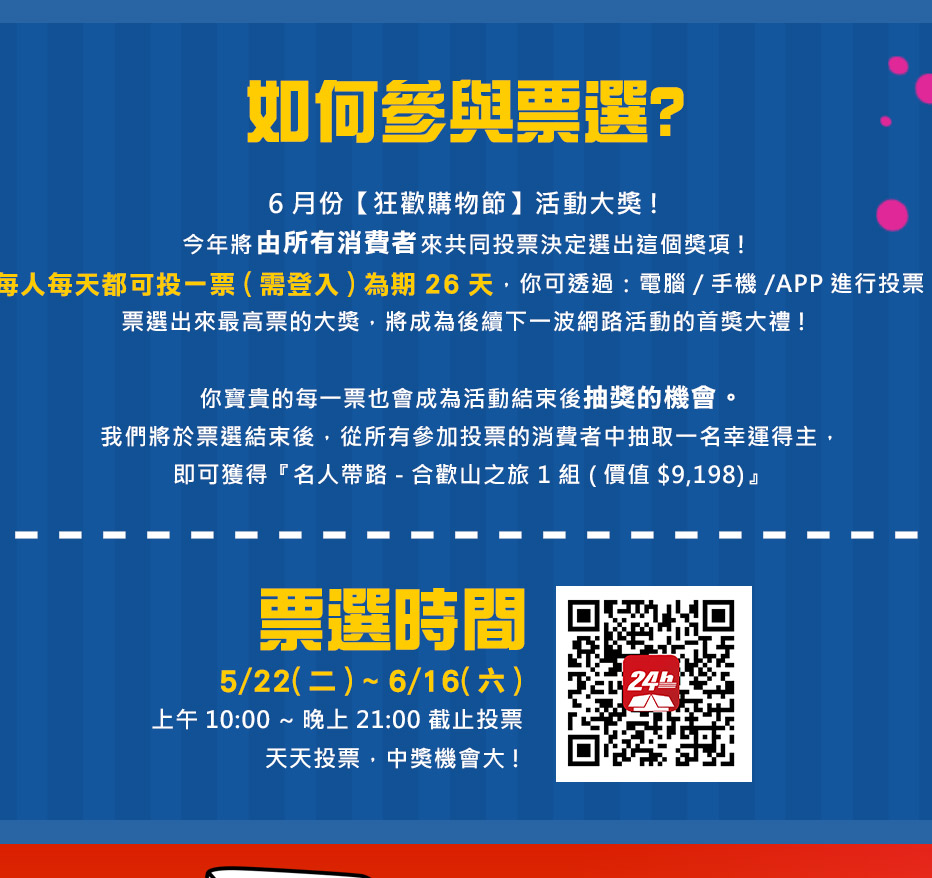 如何參與票選?
6 月份【狂歡購物節】活動大獎！
今年將由所有消費者來共同投票決定選出這個獎項！
每人每天都可投一票 ( 需登入 ) 為期 26 天，你可透過：電腦 / 手機 /APP 進行投票
票選出來最高票的大獎，將成為後續下一波網路活動的首獎大禮！
你寶貴的每一票也會成為活動結束後抽獎的機會。
我們將於票選結束後，從所有參加投票的消費者中抽取一名幸運得主，
即可獲得『名人帶路 - 合歡山之旅 1 組 ( 價值 $9,198)』
票選時間
5/22( 二 ) ~ 6/16( 六 )
上午 10:00 ~ 晚上 21:00 截止投票
天天投票，中獎機會大！
24h